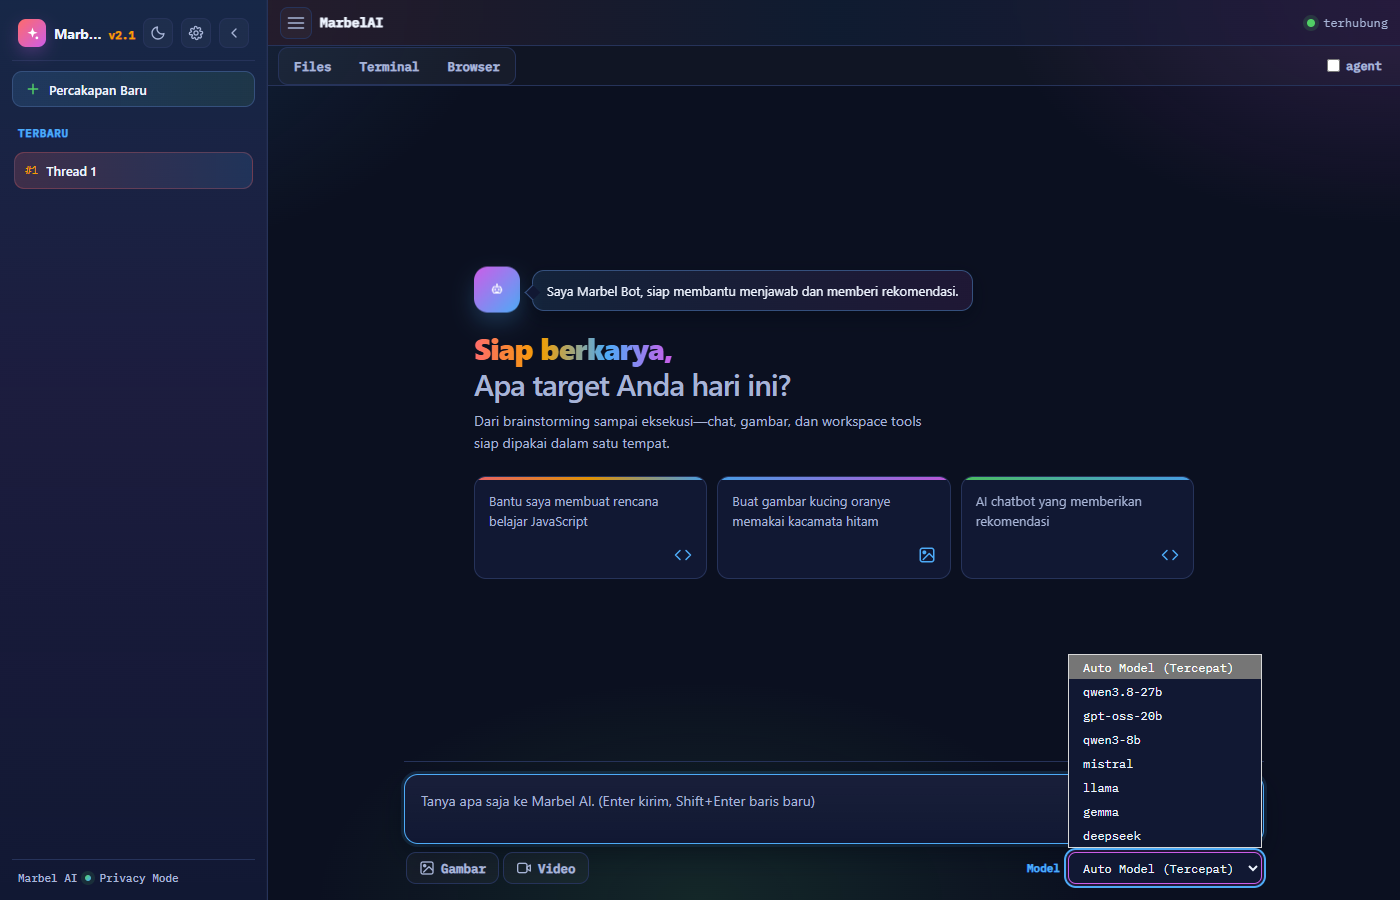 Marb... v2.1
Percakapan Baru
TERBARU
#1 Thread 1
Marbel AI Privacy Mode
MarbelAI
terhubung
Files Terminal Browser
agent
Saya Marbel Bot, siap membantu menjawab dan memberi rekomendasi.
Siap berkarya,
Apa target Anda hari ini?
Dari brainstorming sampai eksekusi—chat, gambar, dan workspace tools
siap dipakai dalam satu tempat.
Bantu saya membuat rencana
belajar JavaScript
Buat gambar kucing oranye
memakai kacamata hitam
AI chatbot yang memberikan
rekomendasi
Auto Model (Tercepat)
qwen3.8-27b
gpt-oss-20b
qwen3-8b
mistral
llama
gemma
deepseek
Tanya apa saja ke Marbel AI. (Enter kirim, Shift+Enter baris baru)
Gambar Video
Model Auto Model (Tercepat)